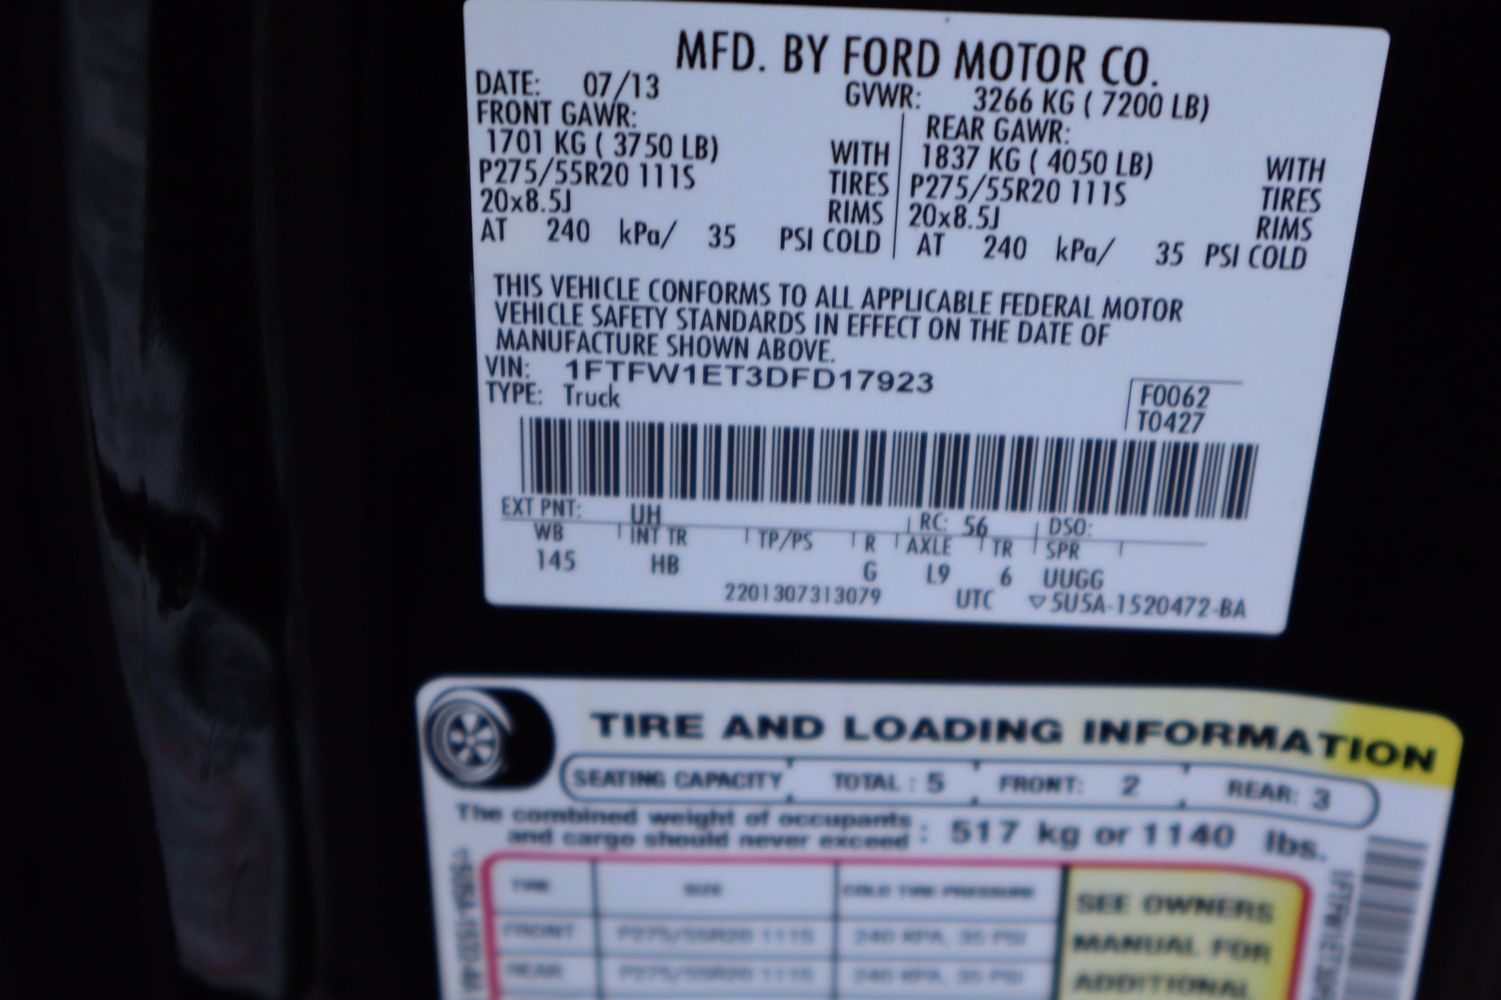 MFD. BY FORD MOTOR CO.
DATE: 07/13 GVWR: 3266 KG ( 7200 LB)
FRONT GAWR: REAR GAWR:
1701 KG ( 3750 LB) WITH 1837 KG ( 4050 LB) WITH
P275/55R20 111S TIRES P275/55R20 111S TIRES
20x8.5J RIMS 20x8.5J RIMS
AT 240 kPa/ 35 PSI COLD AT 240 kPa/ 35 PSI COLD
THIS VEHICLE CONFORMS TO ALL APPLICABLE FEDERAL MOTOR
VEHICLE SAFETY STANDARDS IN EFFECT ON THE DATE OF
MANUFACTURE SHOWN ABOVE.
VIN: 1FTFW1ET3DFD17923
TYPE: Truck
F0062
T0427
EXT PNT: UH RC: 56 DSO:
WB INT TR TP/PS R AXLE TR SPR
145 HB G L9 6 UUGG
2201307313079 UTC ▽5U5A-1520472-BA
TIRE AND LOADING INFORMATION
SEATING CAPACITY TOTAL : 5 FRONT: 2 REAR: 3
The combined weight of occupants
and cargo should never exceed : 517 kg or 1140 lbs.
TIRE SIZE COLD TIRE PRESSURE
FRONT P275/55R20 111S 240 KPA, 35 PSI
REAR P275/55R20 111S 240 KPA, 35 PSI
SEE OWNERS
MANUAL FOR
ADDITIONAL